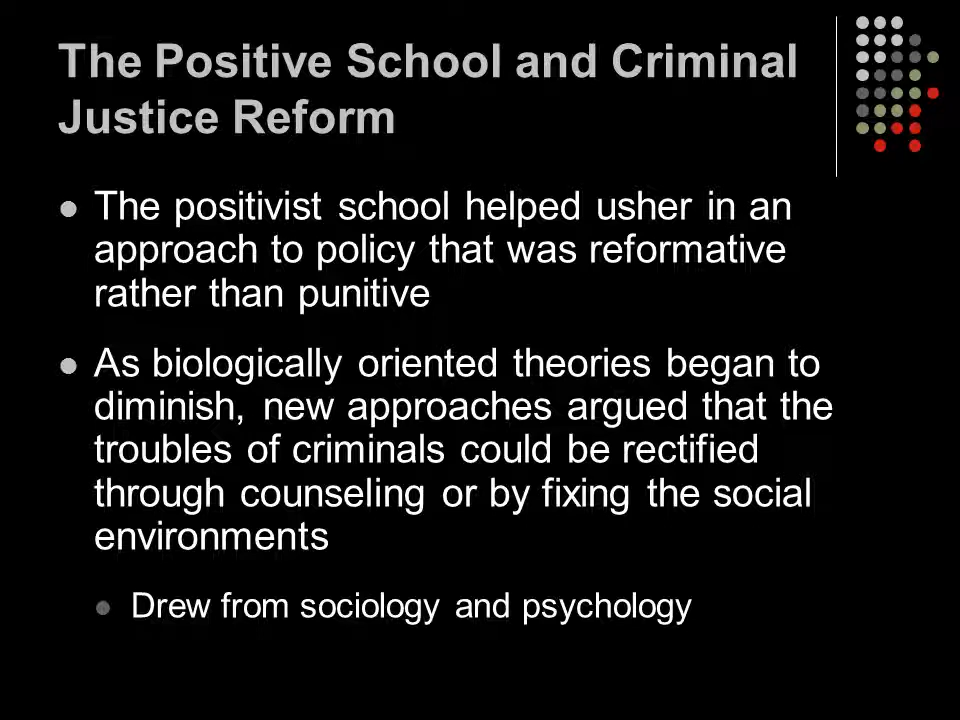 The Positive School and Criminal
Justice Reform
The positivist school helped usher in an
approach to policy that was reformative
rather than punitive
As biologically oriented theories began to
diminish, new approaches argued that the
troubles of criminals could be rectified
through counseling or by fixing the social
environments
Drew from sociology and psychology